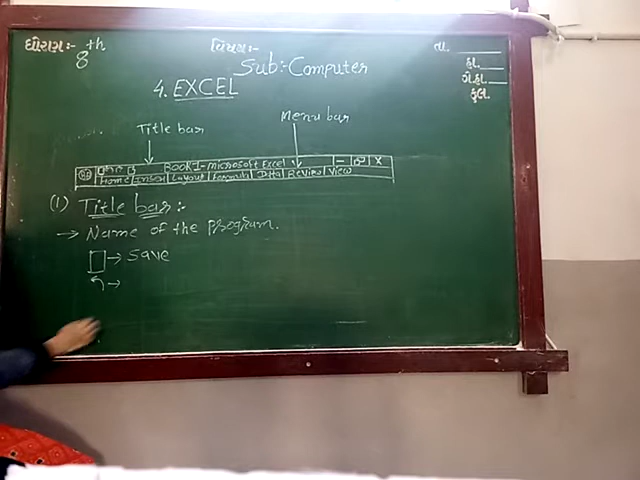 ધોરણ:- 8th
વિષય:-
Sub:- Computer
તા.
હા.
ગે.હા.
કુલ.
4. EXCEL
Title bar
Menu bar
BOOK1 - microsoft Excel - X
Home Insert Layout Formula Data Review View
(1) Title bar :-
→ Name of the Program.
→ Save
→